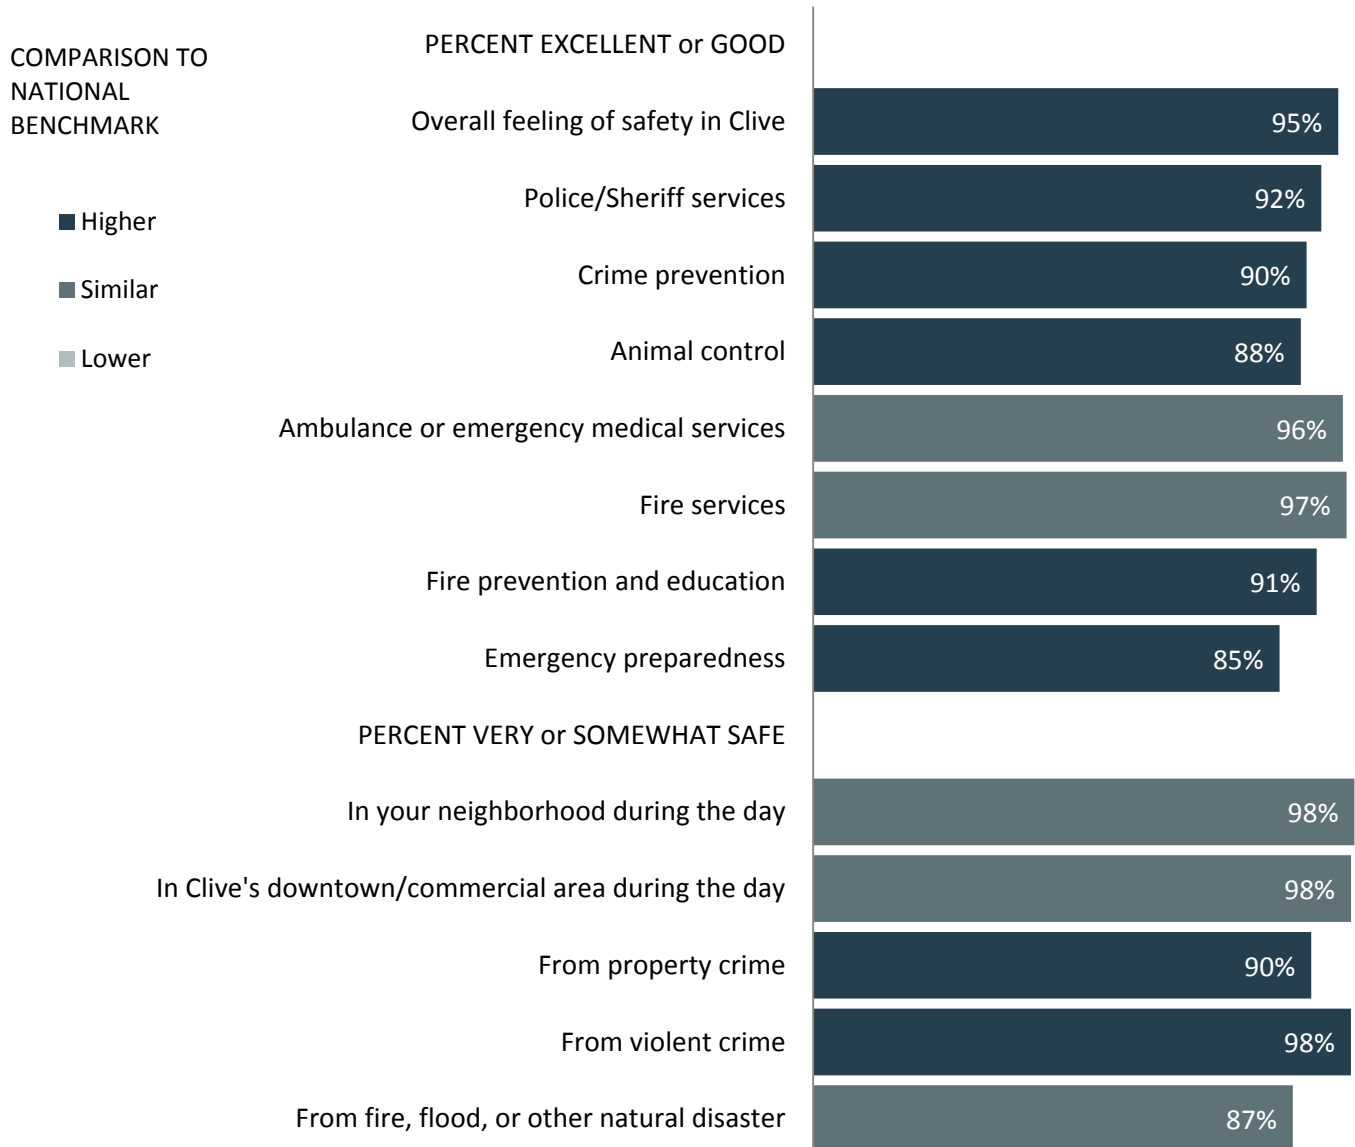 COMPARISON TO
NATIONAL
BENCHMARK
Higher
Similar
Lower
PERCENT EXCELLENT or GOOD
Overall feeling of safety in Clive 95%
Police/Sheriff services 92%
Crime prevention 90%
Animal control 88%
Ambulance or emergency medical services 96%
Fire services 97%
Fire prevention and education 91%
Emergency preparedness 85%
PERCENT VERY or SOMEWHAT SAFE
In your neighborhood during the day 98%
In Clive's downtown/commercial area during the day 98%
From property crime 90%
From violent crime 98%
From fire, flood, or other natural disaster 87%